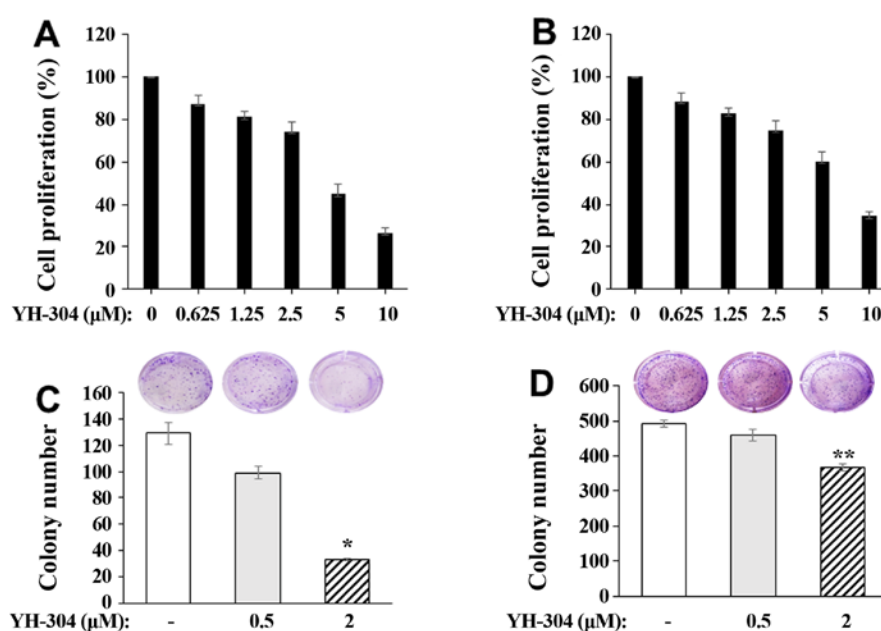 A
Cell proliferation (%)
120
100
80
60
40
20
0
YH-304 (μM): 0 0.625 1.25 2.5 5 10
B
Cell proliferation (%)
120
100
80
60
40
20
0
YH-304 (μM): 0 0.625 1.25 2.5 5 10
C
Colony number
160
140
120
100
80
60
40
20
0
*
YH-304 (μM): - 0.5 2
D
Colony number
600
500
400
300
200
100
0
**
YH-304 (μM): - 0.5 2